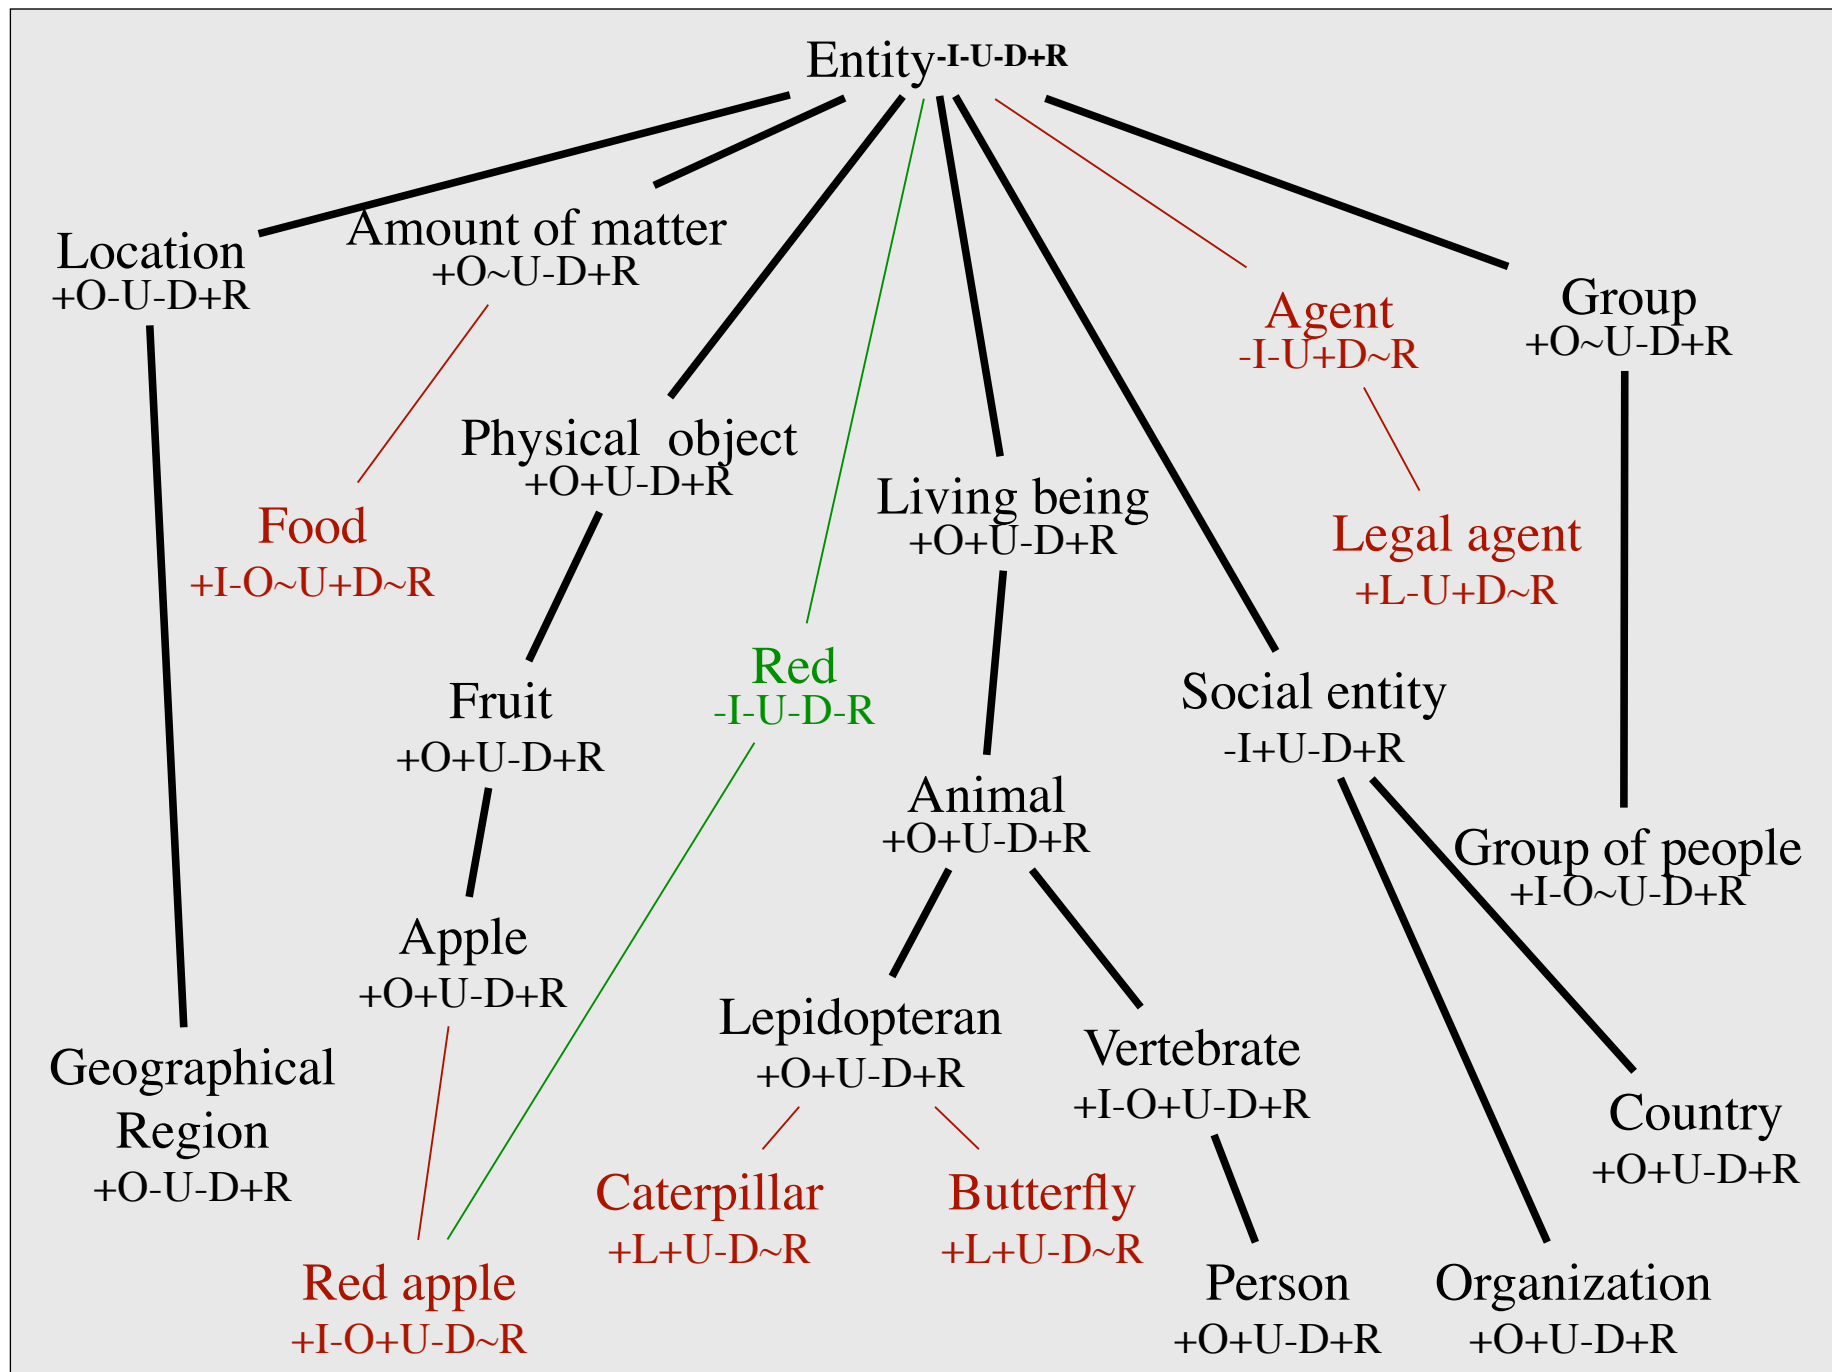 Entity-I-U-D+R
Location
+O-U-D+R
Amount of matter
+O~U-D+R
Agent
-I-U+D~R
Group
+O~U-D+R
Physical object
+O+U-D+R
Living being
+O+U-D+R
Food
+I-O~U+D~R
Legal agent
+L-U+D~R
Fruit
+O+U-D+R
Red
-I-U-D-R
Social entity
-I+U-D+R
Animal
+O+U-D+R
Group of people
+I-O~U-D+R
Apple
+O+U-D+R
Lepidopteran
+O+U-D+R
Vertebrate
+I-O+U-D+R
Geographical
Region
+O-U-D+R
Country
+O+U-D+R
Caterpillar
+L+U-D~R
Butterfly
+L+U-D~R
Red apple
+I-O+U-D~R
Person
+O+U-D+R
Organization
+O+U-D+R